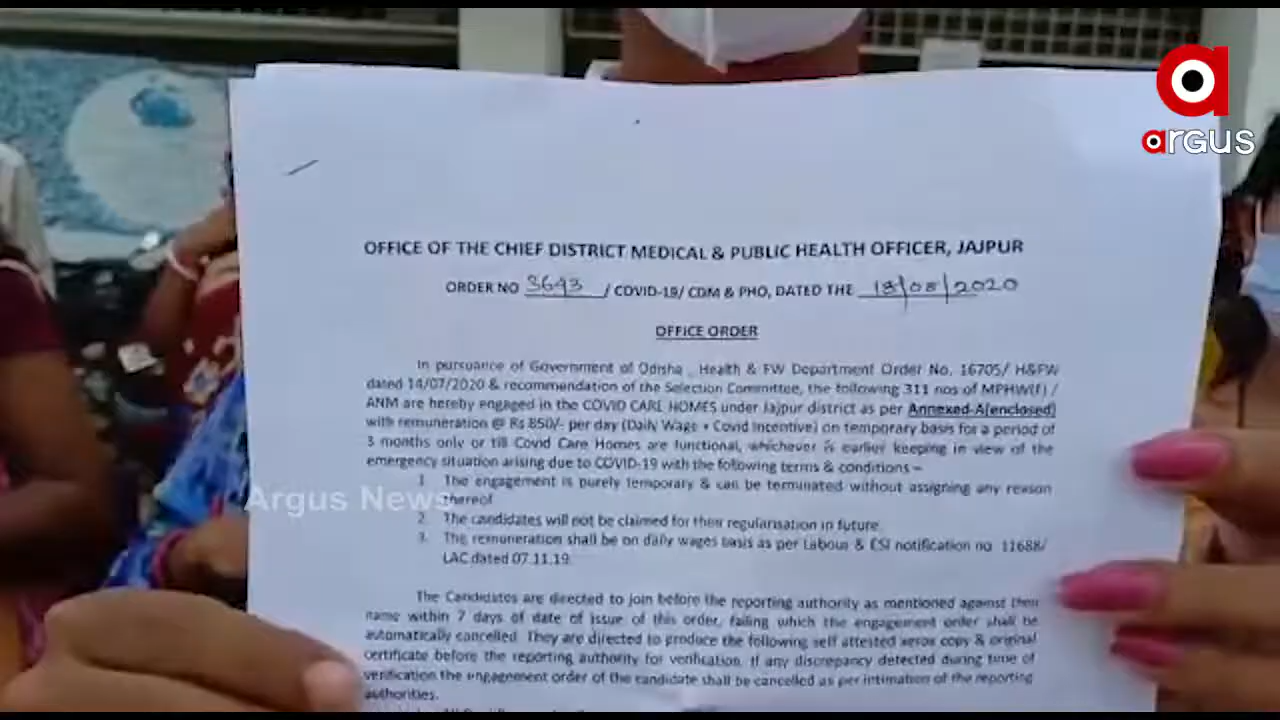 argus
OFFICE OF THE CHIEF DISTRICT MEDICAL & PUBLIC HEALTH OFFICER, JAJPUR
ORDER NO 3643 / COVID-19/ CDM & PHO, DATED THE 18/08/2020
OFFICE ORDER
In pursuance of Government of Odisha , Health & FW Department Order No. 16705/ H&FW
dated 14/07/2020 & recommendation of the Selection Committee, the following 311 nos of MPHW(F) /
ANM are hereby engaged in the COVID CARE HOMES under Jajpur district as per Annexed-A(enclosed)
with remuneration @ Rs 850/- per day (Daily Wage + Covid Incentive) on temporary basis for a period of
3 months only or till Covid Care Homes are functional, whichever is earlier keeping in view of the
emergency situation arising due to COVID-19 with the following terms & conditions –
1. The engagement is purely temporary & can be terminated without assigning any reason
thereof
Argus News
2. The candidates will not be claimed for their regularisation in future.
3. The remuneration shall be on daily wages basis as per Labour & ESI notification no. 11688/
LAC dated 07.11.19.
The Candidates are directed to join before the reporting authority as mentioned against their
name within 7 days of date of issue of this order, failing which the engagement order shall be
automatically cancelled. They are directed to produce the following self attested xerox copy & original
certificate before the reporting authority for verification. If any discrepancy detected during time of
verification the engagement order of the candidate shall be cancelled as per intimation of the reporting
authorities.